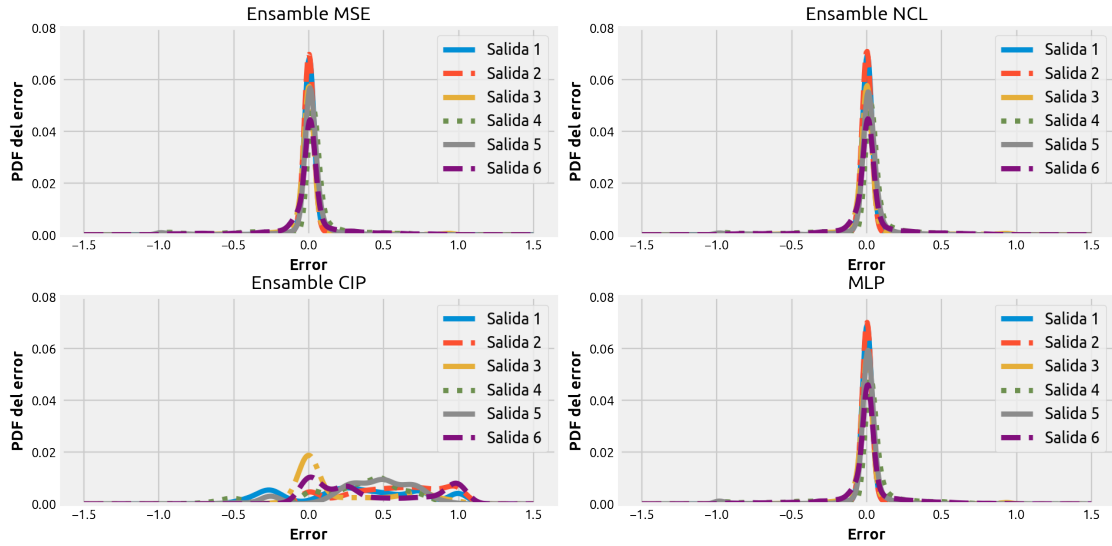 Ensamble MSE
0.08
0.06
0.04
0.02
0.00
PDF del error
Salida 1
Salida 2
Salida 3
Salida 4
Salida 5
Salida 6
−1.5 −1.0 −0.5 0.0 0.5 1.0 1.5
Error
Ensamble NCL
0.08
0.06
0.04
0.02
0.00
PDF del error
Salida 1
Salida 2
Salida 3
Salida 4
Salida 5
Salida 6
−1.5 −1.0 −0.5 0.0 0.5 1.0 1.5
Error
Ensamble CIP
0.08
0.06
0.04
0.02
0.00
PDF del error
Salida 1
Salida 2
Salida 3
Salida 4
Salida 5
Salida 6
−1.5 −1.0 −0.5 0.0 0.5 1.0 1.5
Error
MLP
0.08
0.06
0.04
0.02
0.00
PDF del error
Salida 1
Salida 2
Salida 3
Salida 4
Salida 5
Salida 6
−1.5 −1.0 −0.5 0.0 0.5 1.0 1.5
Error